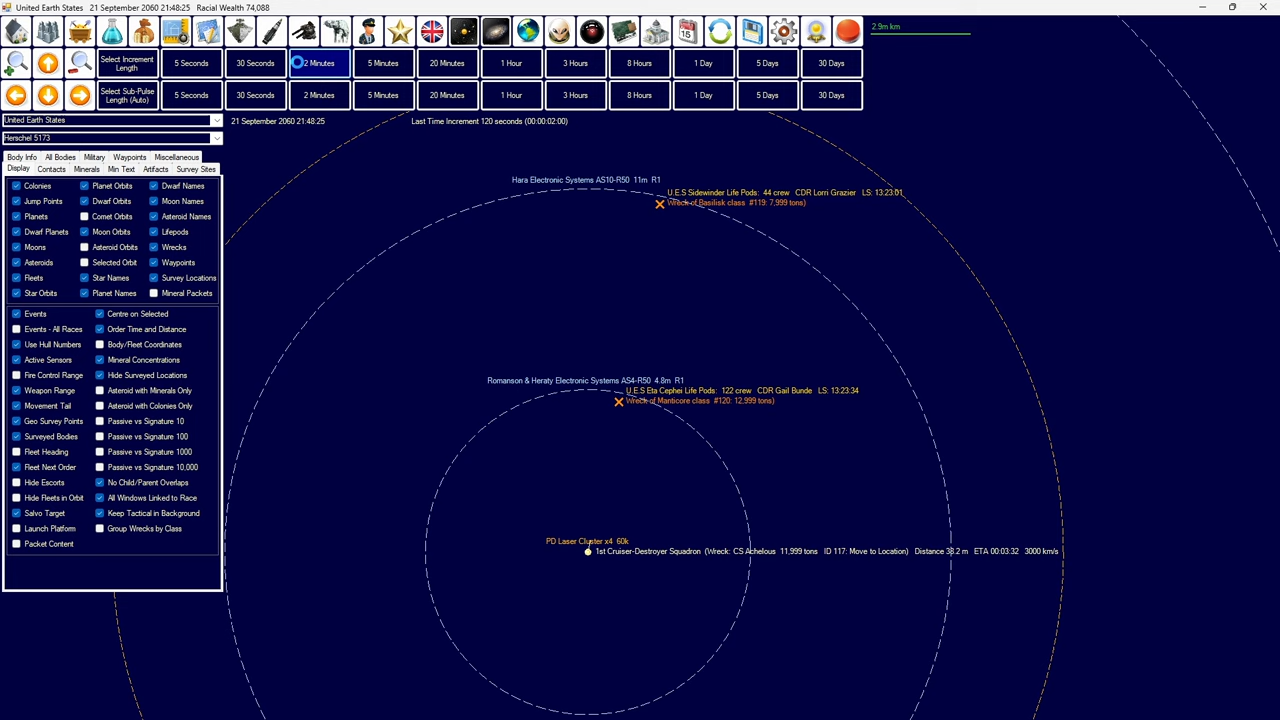 United Earth States   21 September 2060 21:48:25   Racial Wealth 74,088
2.9m km
Select Increment Length
5 Seconds
30 Seconds
2 Minutes
5 Minutes
20 Minutes
1 Hour
3 Hours
8 Hours
1 Day
5 Days
30 Days
Select Sub-Pulse Length (Auto)
5 Seconds
30 Seconds
2 Minutes
5 Minutes
20 Minutes
1 Hour
3 Hours
8 Hours
1 Day
5 Days
30 Days
United Earth States
21 September 2060 21:48:25
Last Time Increment 120 seconds (00:00:02:00)
Herschel 5173
Body Info   All Bodies   Military   Waypoints   Miscellaneous
Display   Contacts   Minerals   Min Text   Artifacts   Survey Sites
Colonies   Planet Orbits   Dwarf Names
Jump Points   Dwarf Orbits   Moon Names
Planets   Comet Orbits   Asteroid Names
Dwarf Planets   Moon Orbits   Lifepods
Moons   Asteroid Orbits   Wrecks
Asteroids   Selected Orbit   Waypoints
Fleets   Star Names   Survey Locations
Star Orbits   Planet Names   Mineral Packets
Events   Centre on Selected
Events - All Races   Order Time and Distance
Use Hull Numbers   Body/Fleet Coordinates
Active Sensors   Mineral Concentrations
Fire Control Range   Hide Surveyed Locations
Weapon Range   Asteroid with Minerals Only
Movement Tail   Asteroid with Colonies Only
Geo Survey Points   Passive vs Signature 10
Surveyed Bodies   Passive vs Signature 100
Fleet Heading   Passive vs Signature 1000
Fleet Next Order   Passive vs Signature 10,000
Hide Escorts   No Child/Parent Overlaps
Hide Fleets in Orbit   All Windows Linked to Race
Salvo Target   Keep Tactical in Background
Launch Platform   Group Wrecks by Class
Packet Content
Hara Electronic Systems AS10-R50  11m  R1
U.E.S Sidewinder Life Pods:  44 crew   CDR Lorri Grazier   LS: 13:23:01
Wreck of Basilisk class  #119: 7,999 tons)
Romanson & Heraty Electronic Systems AS4-R50  4.8m  R1
U.E.S Eta Cephei Life Pods:  122 crew   CDR Gail Bunde   LS: 13:23:34
Wreck of Manticore class  #120: 12,999 tons)
PD Laser Cluster x4  60k
1st Cruiser-Destroyer Squadron  (Wreck: CS Achelous  11,999 tons   ID 117: Move to Location)   Distance 38.2 m   ETA 00:03:32   3000 km/s
15